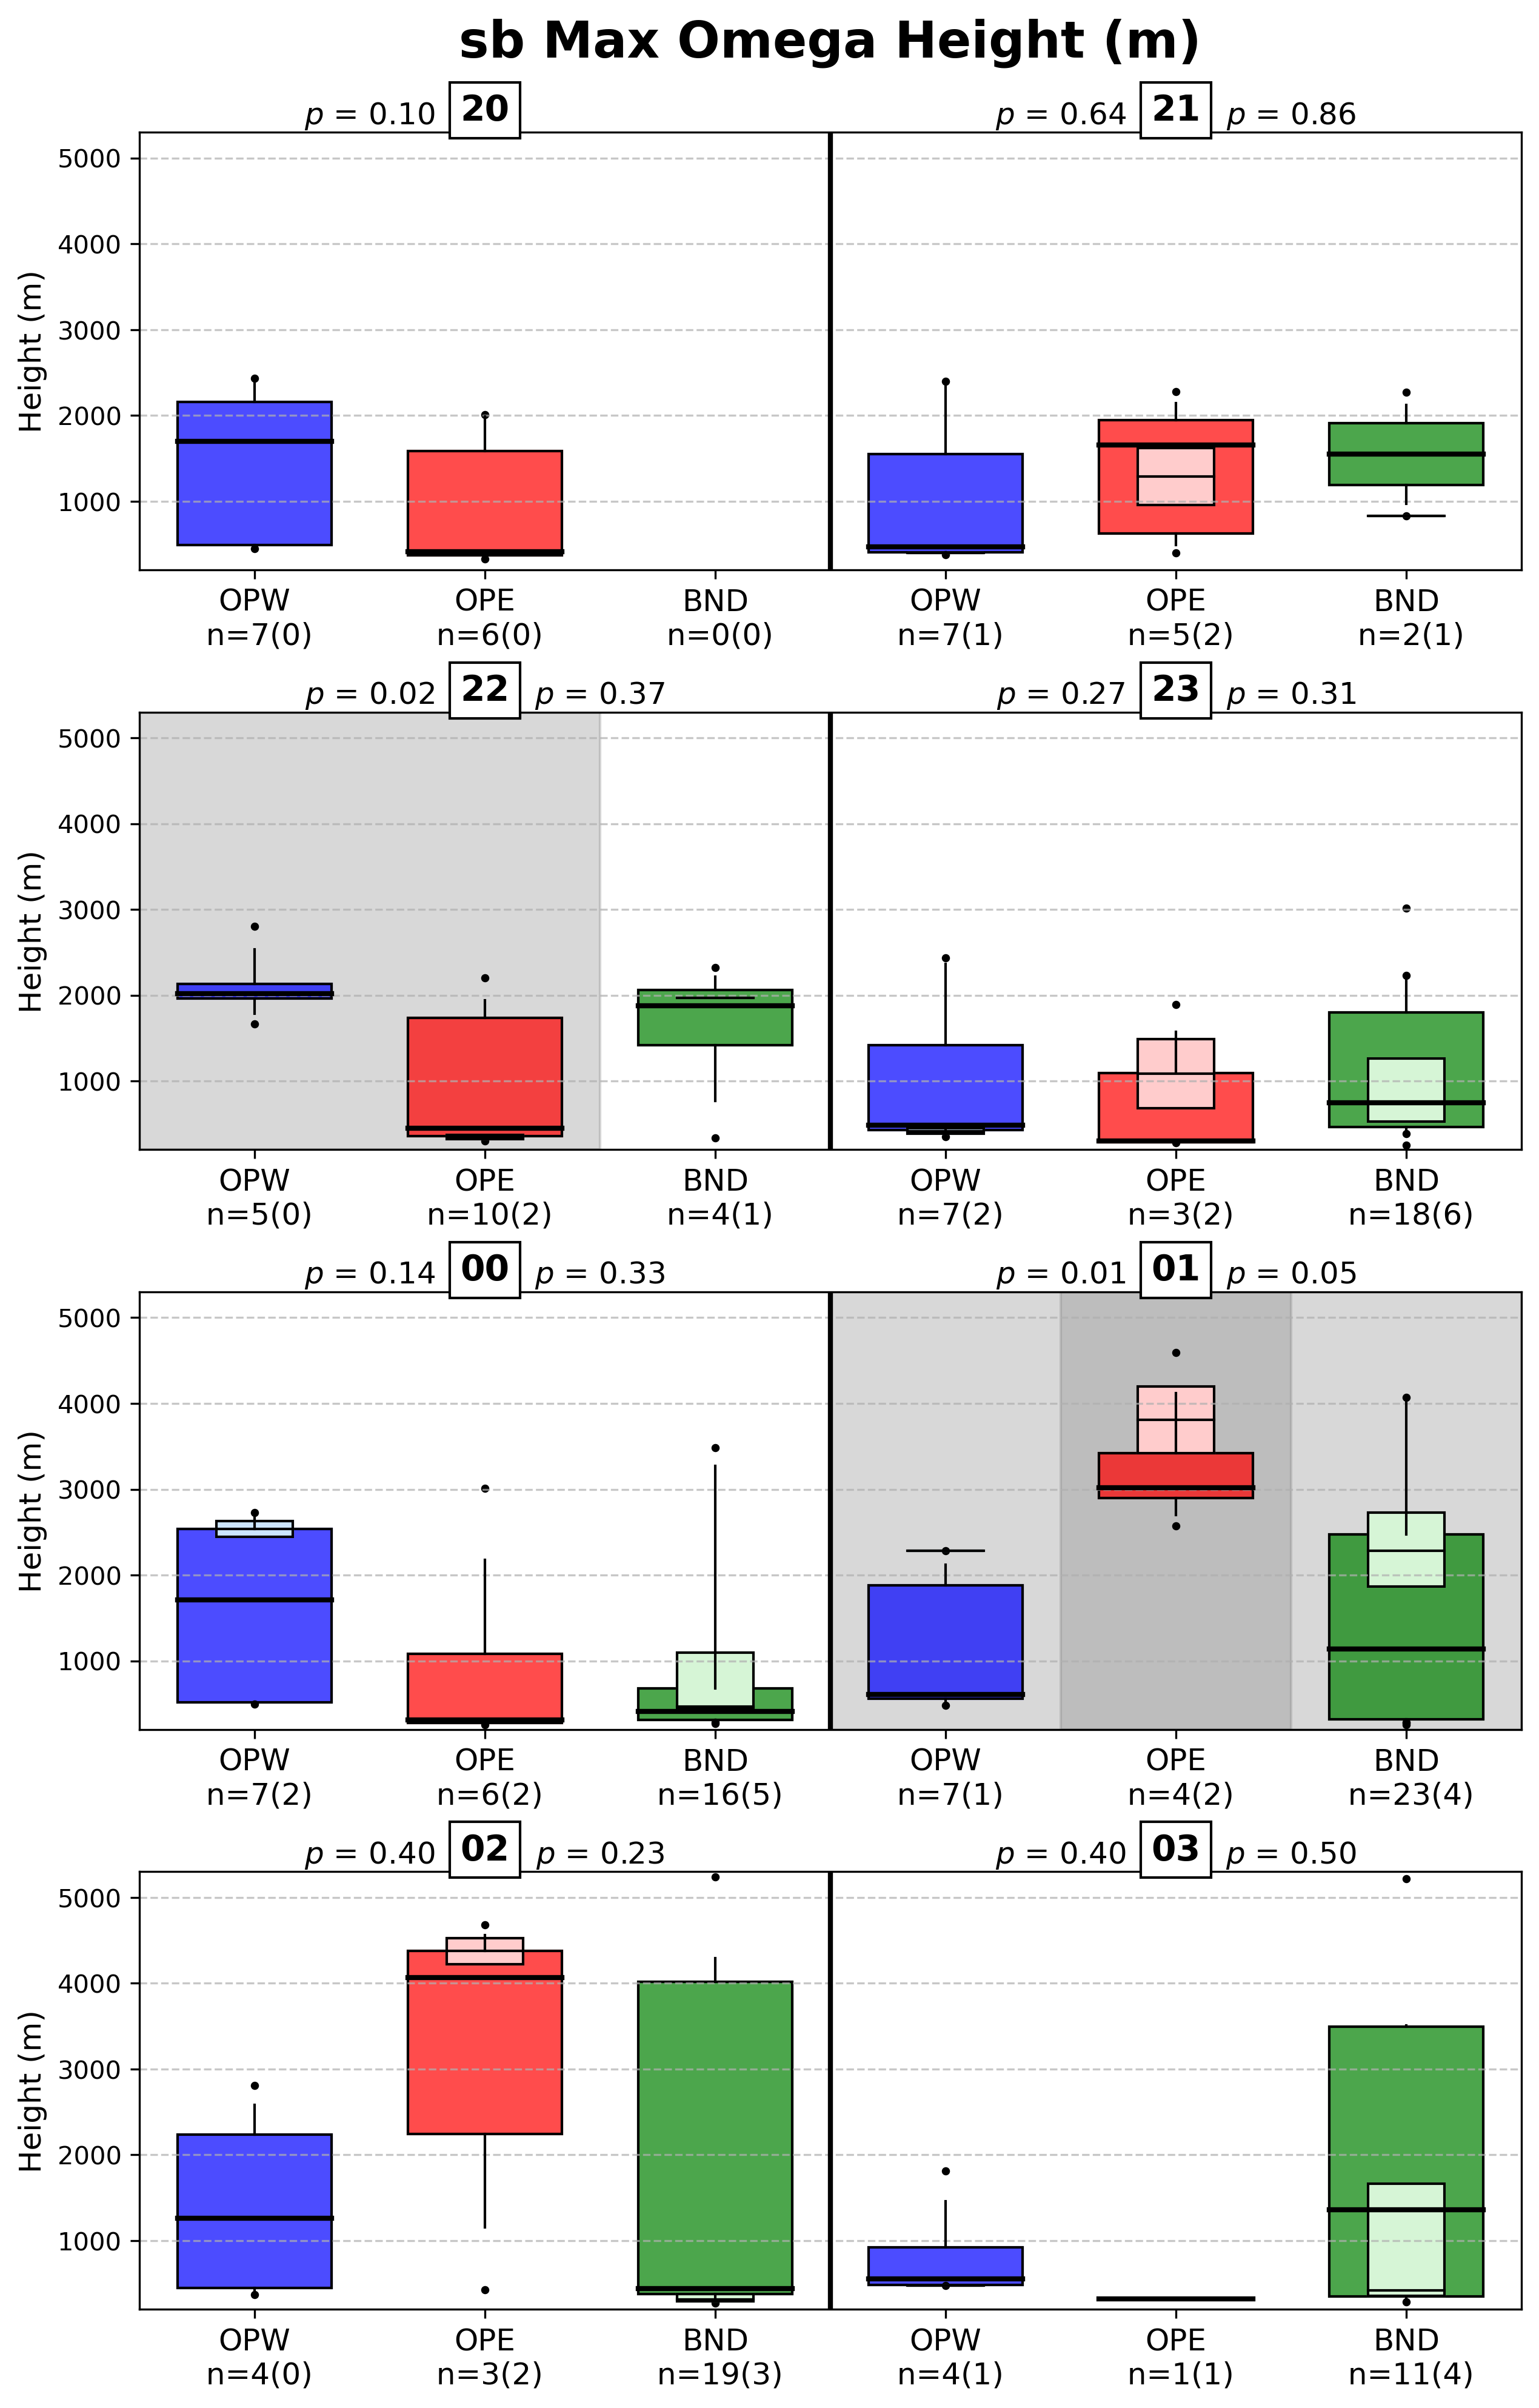 sb Max Omega Height (m)
p = 0.10 20
p = 0.64 21 p = 0.86
5000
4000
3000
2000
1000
Height (m)
OPW OPE BND OPW OPE BND
n=7(0) n=6(0) n=0(0) n=7(1) n=5(2) n=2(1)
p = 0.02 22 p = 0.37
p = 0.27 23 p = 0.31
5000
4000
3000
2000
1000
Height (m)
OPW OPE BND OPW OPE BND
n=5(0) n=10(2) n=4(1) n=7(2) n=3(2) n=18(6)
p = 0.14 00 p = 0.33
p = 0.01 01 p = 0.05
5000
4000
3000
2000
1000
Height (m)
OPW OPE BND OPW OPE BND
n=7(2) n=6(2) n=16(5) n=7(1) n=4(2) n=23(4)
p = 0.40 02 p = 0.23
p = 0.40 03 p = 0.50
5000
4000
3000
2000
1000
Height (m)
OPW OPE BND OPW OPE BND
n=4(0) n=3(2) n=19(3) n=4(1) n=1(1) n=11(4)